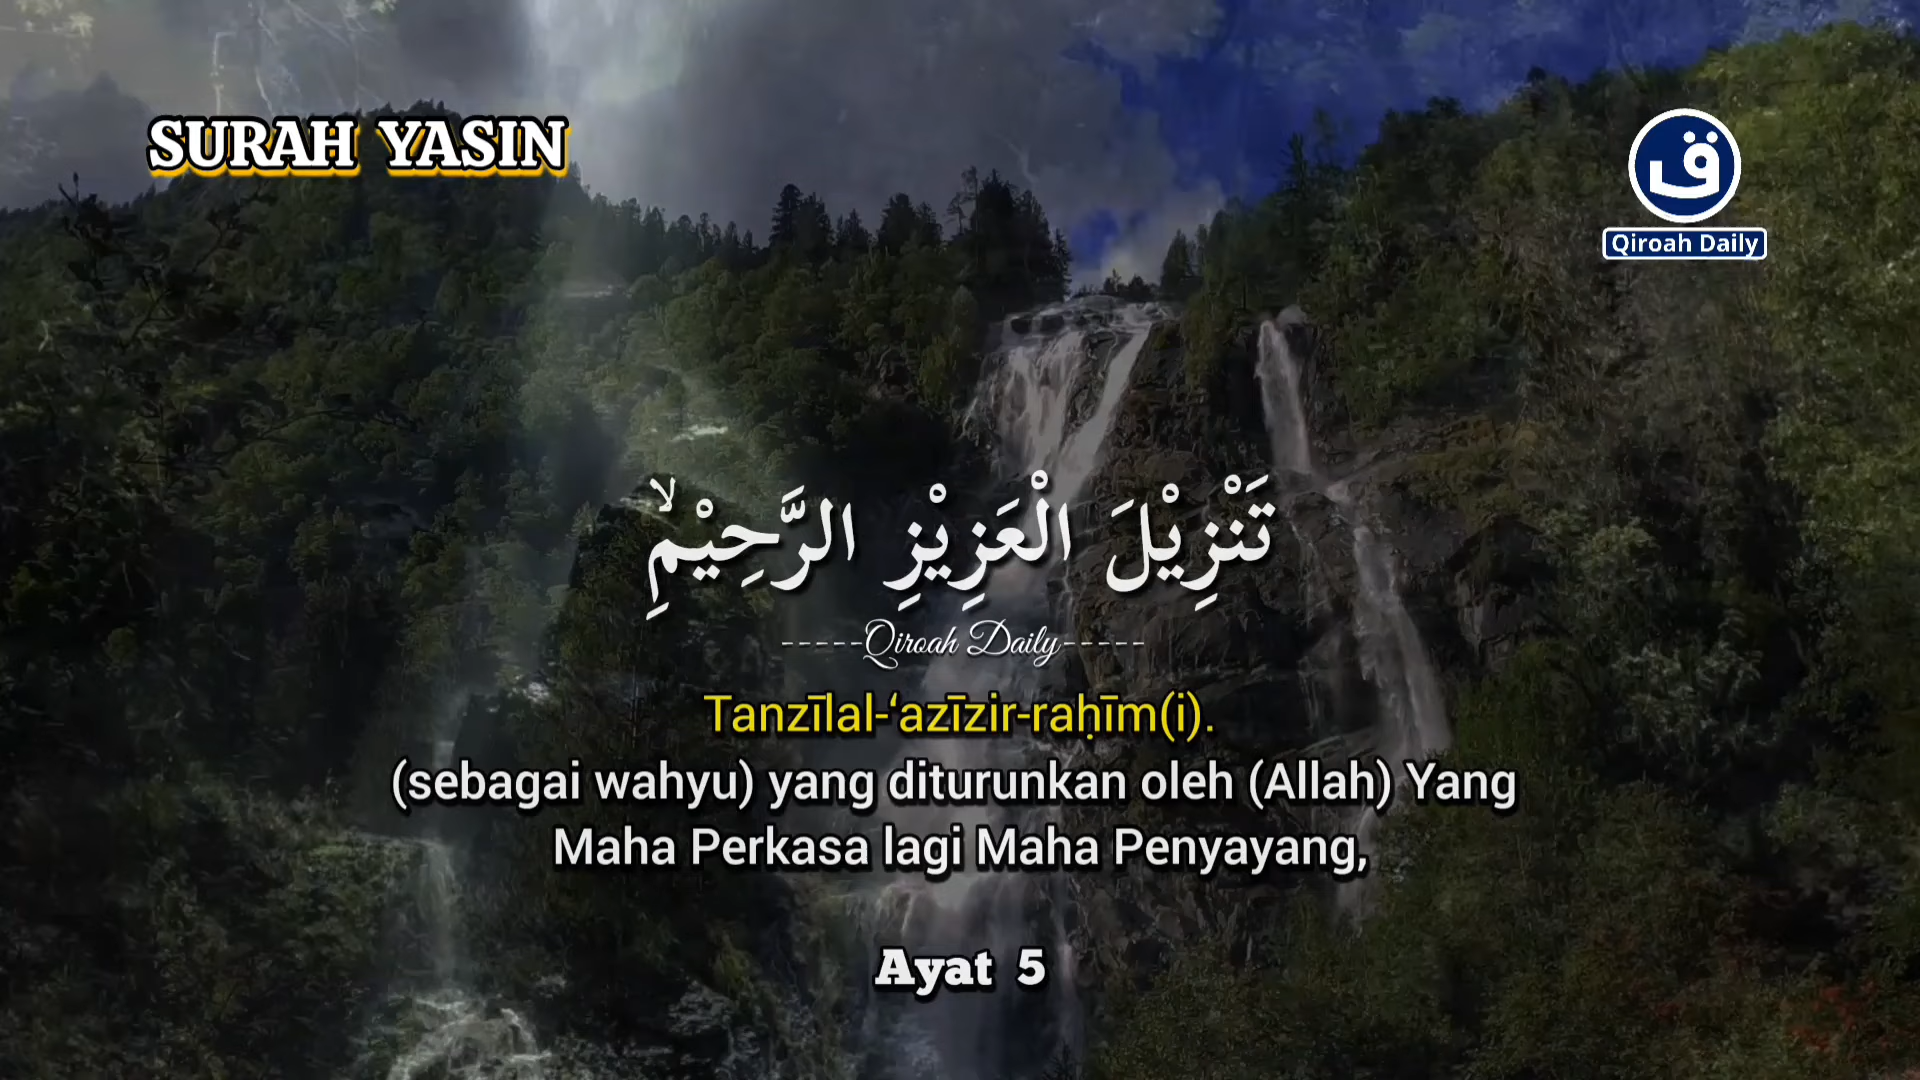 SURAH YASIN
ق
Qiroah Daily
تَنْزِيْلَ الْعَزِيْزِ الرَّحِيْمِۙ
-----Qiroah Daily-----
Tanzīlal-‘azīzir-raḥīm(i).
(sebagai wahyu) yang diturunkan oleh (Allah) Yang
Maha Perkasa lagi Maha Penyayang,
Ayat 5